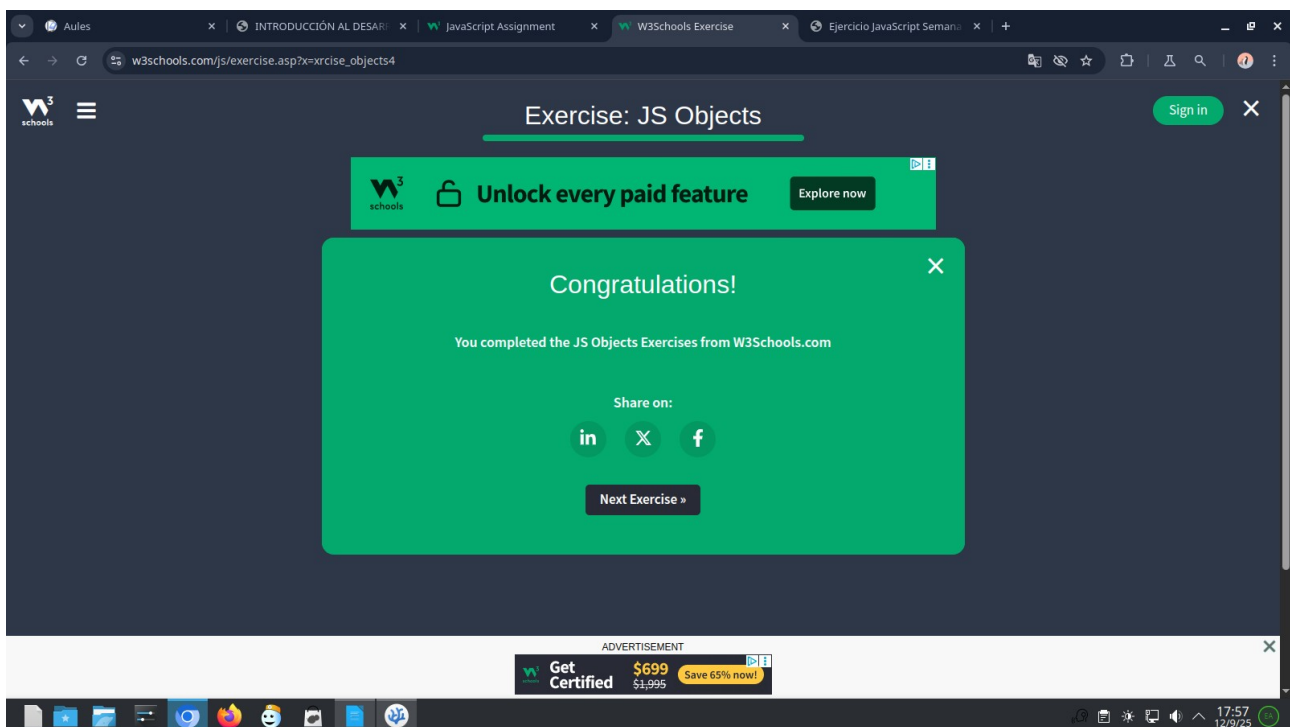 Aules
INTRODUCCIÓN AL DESARR
JavaScript Assignment
W3Schools Exercise
Ejercicio JavaScript Semana
w3schools.com/js/exercise.asp?x=xrcise_objects4
3
schools
Exercise: JS Objects
Sign in
3
schools
Unlock every paid feature
Explore now
Congratulations!
You completed the JS Objects Exercises from W3Schools.com
Share on:
in
X
f
Next Exercise »
ADVERTISEMENT
Get
Certified
$699
$1,995
Save 65% now!
17:57
12/9/25